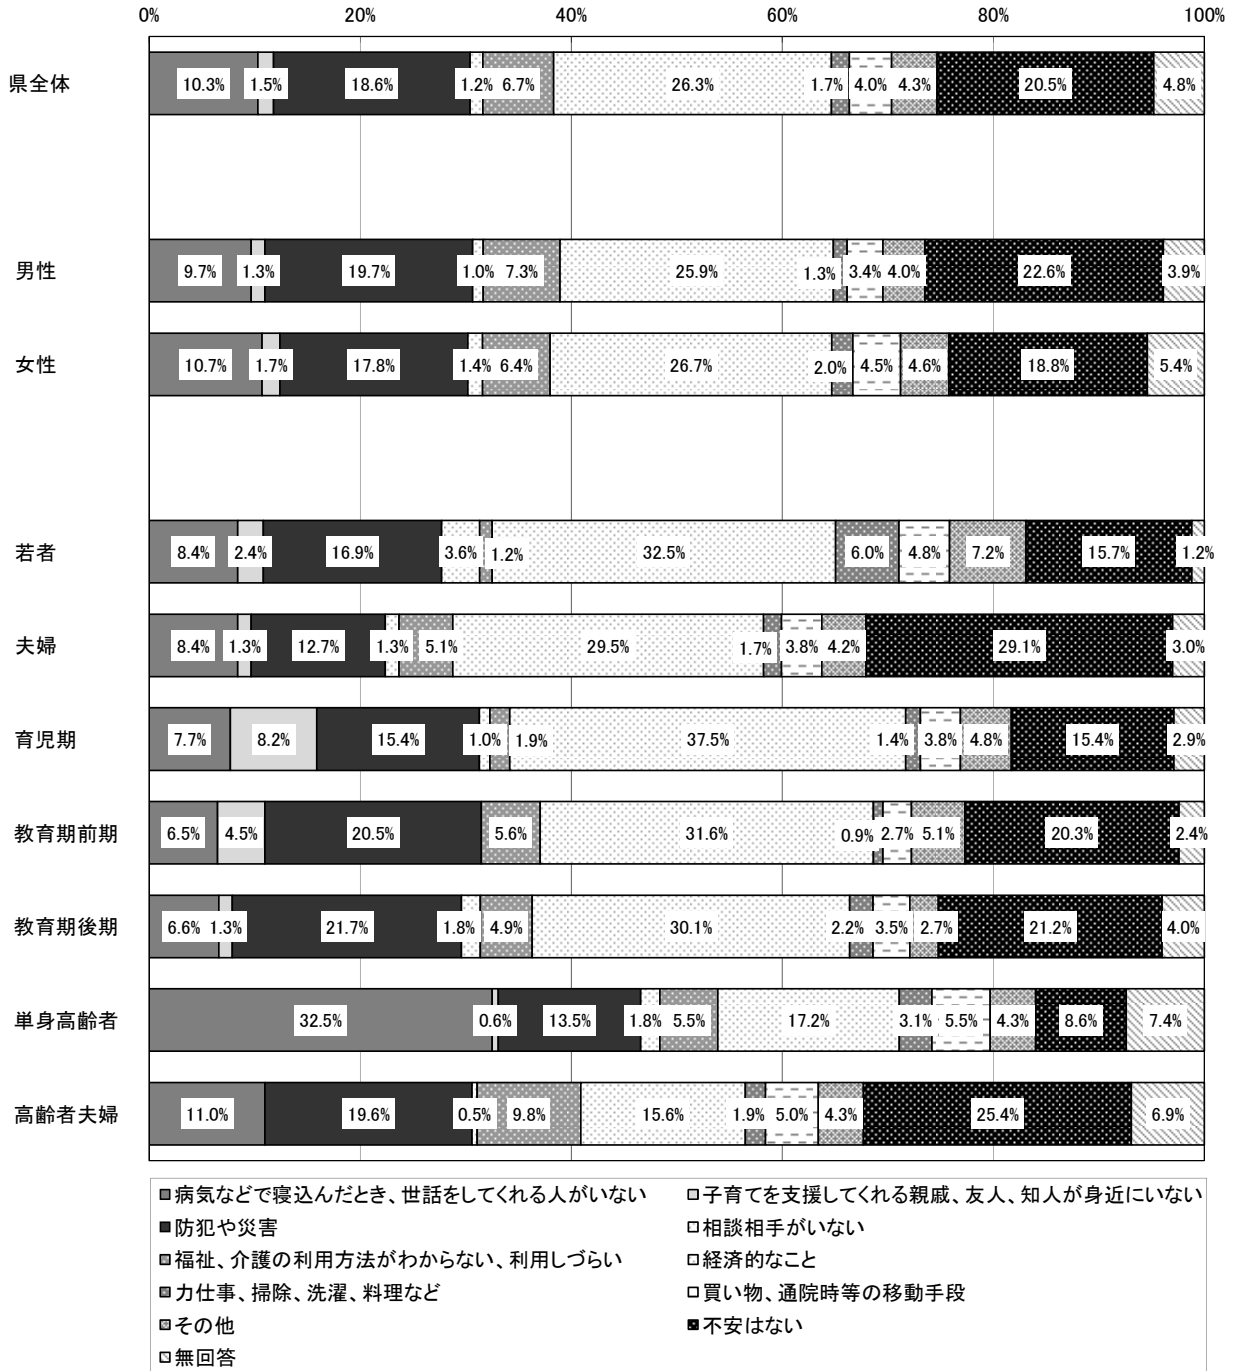 0% 20% 40% 60% 80% 100%
県全体 10.3% 1.5% 18.6% 1.2% 6.7% 26.3% 1.7% 4.0% 4.3% 20.5% 4.8%
男性 9.7% 1.3% 19.7% 1.0% 7.3% 25.9% 1.3% 3.4% 4.0% 22.6% 3.9%
女性 10.7% 1.7% 17.8% 1.4% 6.4% 26.7% 2.0% 4.5% 4.6% 18.8% 5.4%
若者 8.4% 2.4% 16.9% 3.6% 1.2% 32.5% 6.0% 4.8% 7.2% 15.7% 1.2%
夫婦 8.4% 1.3% 12.7% 1.3% 5.1% 29.5% 1.7% 3.8% 4.2% 29.1% 3.0%
育児期 7.7% 8.2% 15.4% 1.0% 1.9% 37.5% 1.4% 3.8% 4.8% 15.4% 2.9%
教育期前期 6.5% 4.5% 20.5% 5.6% 31.6% 0.9% 2.7% 5.1% 20.3% 2.4%
教育期後期 6.6% 1.3% 21.7% 1.8% 4.9% 30.1% 2.2% 3.5% 2.7% 21.2% 4.0%
単身高齢者 32.5% 0.6% 13.5% 1.8% 5.5% 17.2% 3.1% 5.5% 4.3% 8.6% 7.4%
高齢者夫婦 11.0% 19.6% 0.5% 9.8% 15.6% 1.9% 5.0% 4.3% 25.4% 6.9%
病気などで寝込んだとき、世話をしてくれる人がいない 子育てを支援してくれる親戚、友人、知人が身近にいない
防犯や災害 相談相手がいない
福祉、介護の利用方法がわからない、利用しづらい 経済的なこと
力仕事、掃除、洗濯、料理など 買い物、通院時等の移動手段
その他 不安はない
無回答